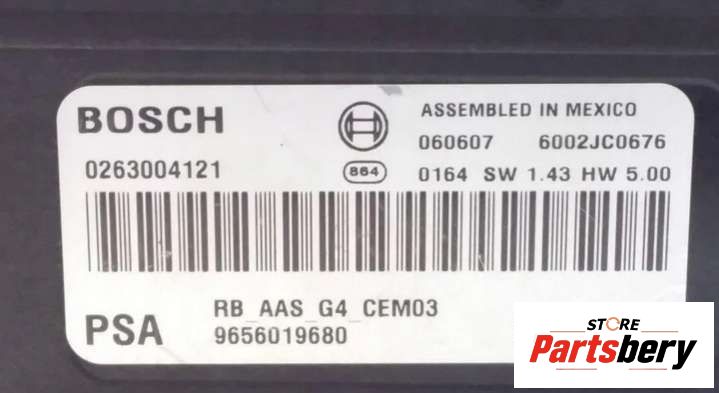 BOSCH
ASSEMBLED IN MEXICO
060607 6002JC0676
0263004121
864
0164 SW 1.43 HW 5.00
PSA
RB_AAS_G4_CEM03
9656019680
STORE
Partsbery